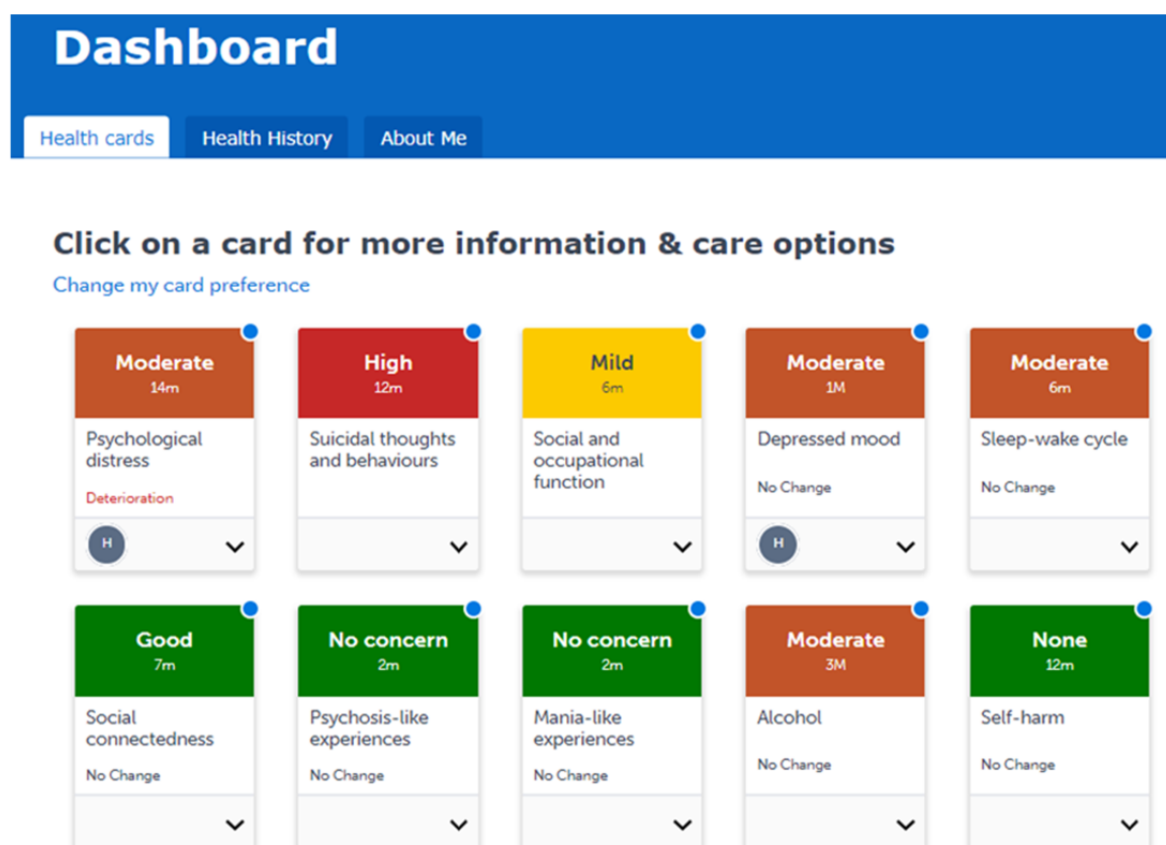 Dashboard
Health cards Health History About Me
Click on a card for more information & care options
Change my card preference
Moderate
14m
Psychological
distress
Deterioration
H
High
12m
Suicidal thoughts
and behaviours
Mild
6m
Social and
occupational
function
Moderate
1M
Depressed mood
No Change
H
Moderate
6m
Sleep-wake cycle
No Change
Good
7m
Social
connectedness
No Change
No concern
2m
Psychosis-like
experiences
No Change
No concern
2m
Mania-like
experiences
No Change
Moderate
3M
Alcohol
No Change
None
12m
Self-harm
No Change